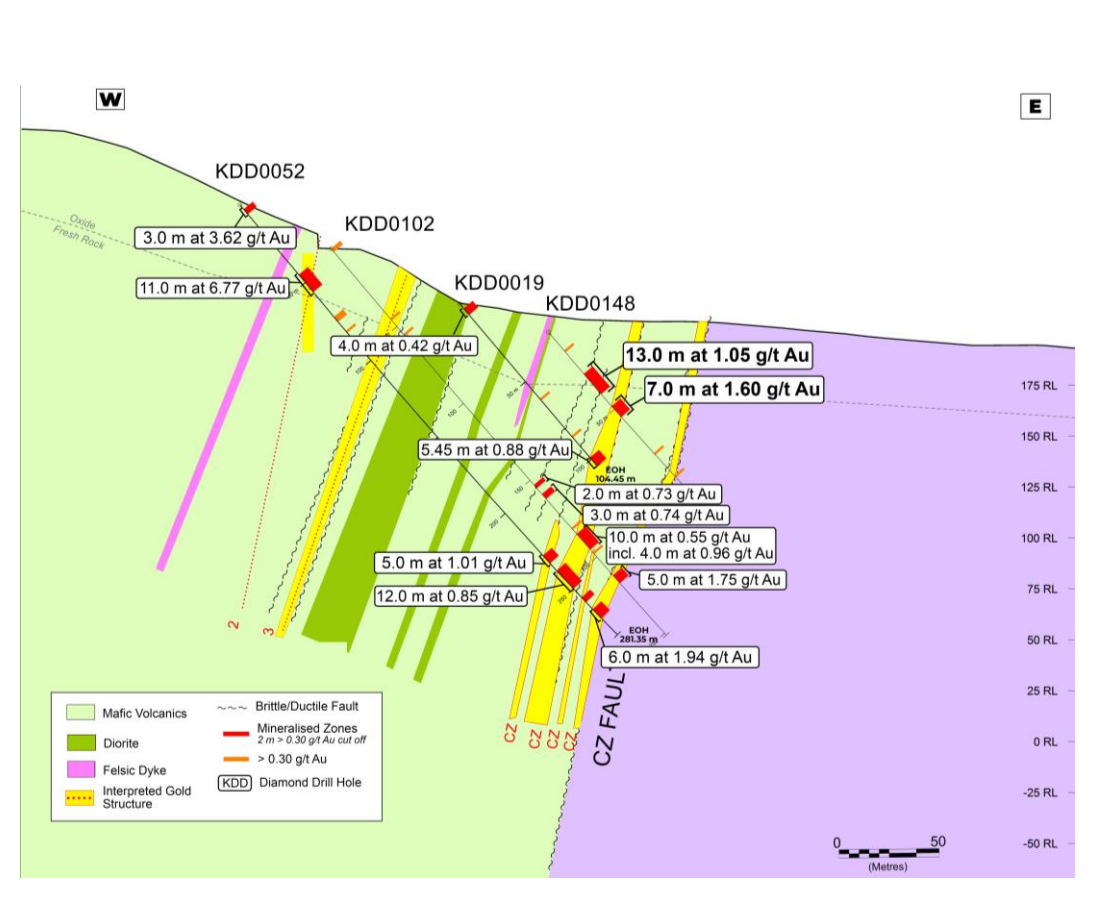 W
E
KDD0052
KDD0102
KDD0019
KDD0148
Oxide
Fresh Rock
3.0 m at 3.62 g/t Au
11.0 m at 6.77 g/t Au
4.0 m at 0.42 g/t Au
13.0 m at 1.05 g/t Au
7.0 m at 1.60 g/t Au
5.45 m at 0.88 g/t Au
EOH
104.45 m
2.0 m at 0.73 g/t Au
3.0 m at 0.74 g/t Au
10.0 m at 0.55 g/t Au
incl. 4.0 m at 0.96 g/t Au
5.0 m at 1.01 g/t Au
5.0 m at 1.75 g/t Au
12.0 m at 0.85 g/t Au
EOH
281.35 m
6.0 m at 1.94 g/t Au
50 m
100
50 m
100
100
150
200
250
175 RL
150 RL
125 RL
100 RL
75 RL
50 RL
25 RL
0 RL
-25 RL
-50 RL
2
3
CZ
CZ
CZ
CZ
CZ FAULT
Mafic Volcanics
Diorite
Felsic Dyke
Interpreted Gold
Structure
Brittle/Ductile Fault
Mineralised Zones
2 m > 0.30 g/t Au cut off
> 0.30 g/t Au
KDD
Diamond Drill Hole
0 50
(Metres)